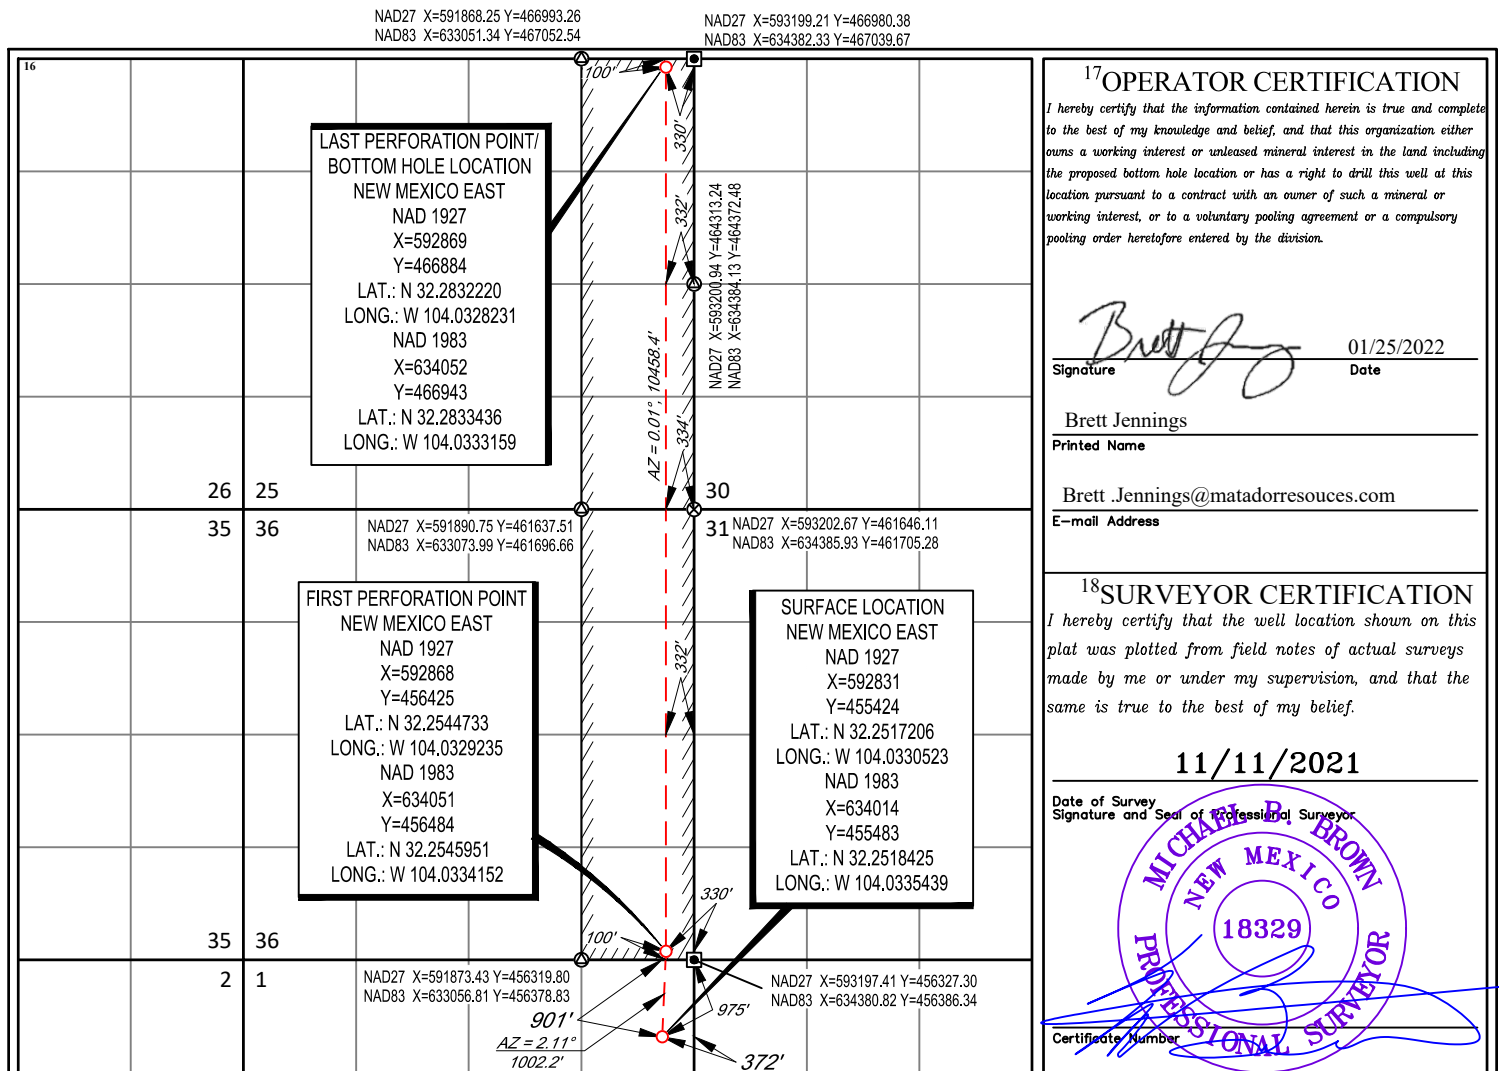 NAD27 X=591868.25 Y=466993.26
NAD83 X=633051.34 Y=467052.54
NAD27 X=593199.21 Y=466980.38
NAD83 X=634382.33 Y=467039.67
16
100'
330'
LAST PERFORATION POINT/
BOTTOM HOLE LOCATION
NEW MEXICO EAST
NAD 1927
X=592869
Y=466884
LAT.: N 32.2832220
LONG.: W 104.0328231
NAD 1983
X=634052
Y=466943
LAT.: N 32.2833436
LONG.: W 104.0333159
332'
NAD27 X=593200.94 Y=464313.24
NAD83 X=634384.13 Y=464372.48
AZ = 0.01°, 10458.4'
334'
26 25
30
35 36
31
NAD27 X=591890.75 Y=461637.51
NAD83 X=633073.99 Y=461696.66
NAD27 X=593202.67 Y=461646.11
NAD83 X=634385.93 Y=461705.28
FIRST PERFORATION POINT
NEW MEXICO EAST
NAD 1927
X=592868
Y=456425
LAT.: N 32.2544733
LONG.: W 104.0329235
NAD 1983
X=634051
Y=456484
LAT.: N 32.2545951
LONG.: W 104.0334152
332'
SURFACE LOCATION
NEW MEXICO EAST
NAD 1927
X=592831
Y=455424
LAT.: N 32.2517206
LONG.: W 104.0330523
NAD 1983
X=634014
Y=455483
LAT.: N 32.2518425
LONG.: W 104.0335439
330'
100'
35 36
2 1
NAD27 X=591873.43 Y=456319.80
NAD83 X=633056.81 Y=456378.83
NAD27 X=593197.41 Y=456327.30
NAD83 X=634380.82 Y=456386.34
901'
975'
AZ = 2.11°
1002.2'
372'
17OPERATOR CERTIFICATION
I hereby certify that the information contained herein is true and complete
to the best of my knowledge and belief, and that this organization either
owns a working interest or unleased mineral interest in the land including
the proposed bottom hole location or has a right to drill this well at this
location pursuant to a contract with an owner of such a mineral or
working interest, or to a voluntary pooling agreement or a compulsory
pooling order heretofore entered by the division.
01/25/2022
Signature Date
Brett Jennings
Printed Name
Brett .Jennings@matadorresouces.com
E-mail Address
18SURVEYOR CERTIFICATION
I hereby certify that the well location shown on this
plat was plotted from field notes of actual surveys
made by me or under my supervision, and that the
same is true to the best of my belief.
11/11/2021
Date of Survey
Signature and Seal of Professional Surveyor
MICHAEL B. BROWN
NEW MEXICO
18329
PROFESSIONAL SURVEYOR
Certificate Number